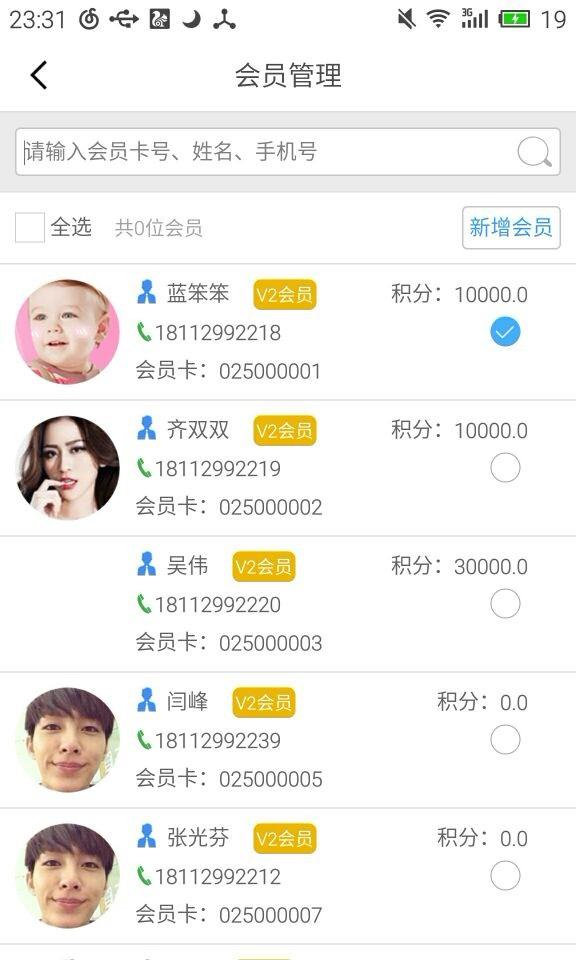 23:31 3G 19
会员管理
请输入会员卡号、姓名、手机号
全选 共0位会员 新增会员
蓝笨笨 V2会员 积分：10000.0
18112992218
会员卡：025000001
齐双双 V2会员 积分：10000.0
18112992219
会员卡：025000002
吴伟 V2会员 积分：30000.0
18112992220
会员卡：025000003
闫峰 V2会员 积分：0.0
18112992239
会员卡：025000005
张光芬 V2会员 积分：0.0
18112992212
会员卡：025000007